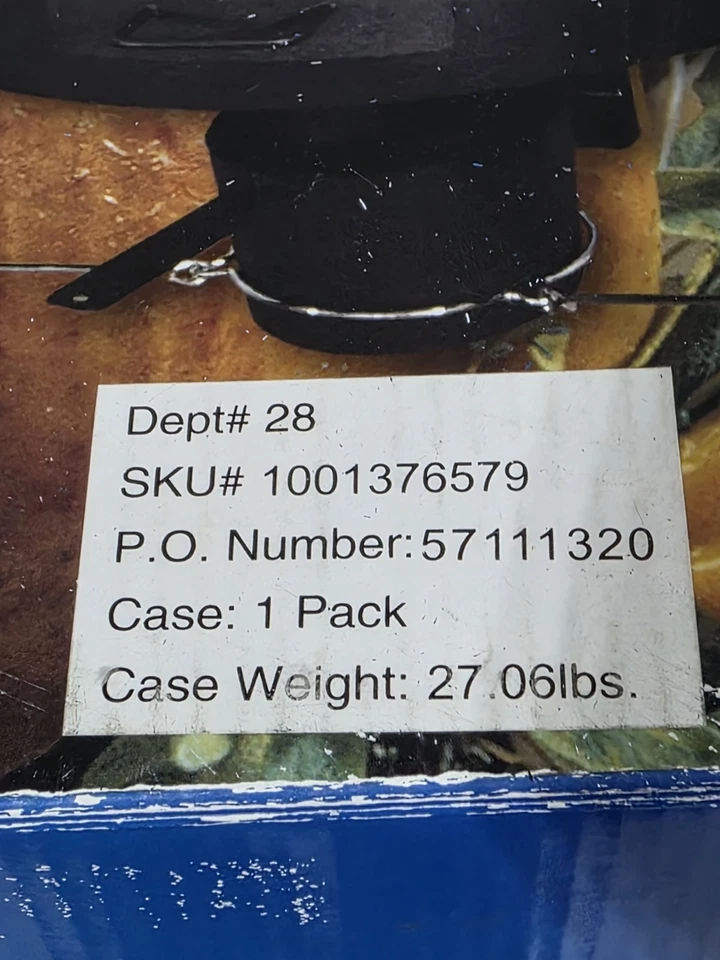 Dept# 28
SKU# 1001376579
P.O. Number:57111320
Case: 1 Pack
Case Weight: 27.06lbs.